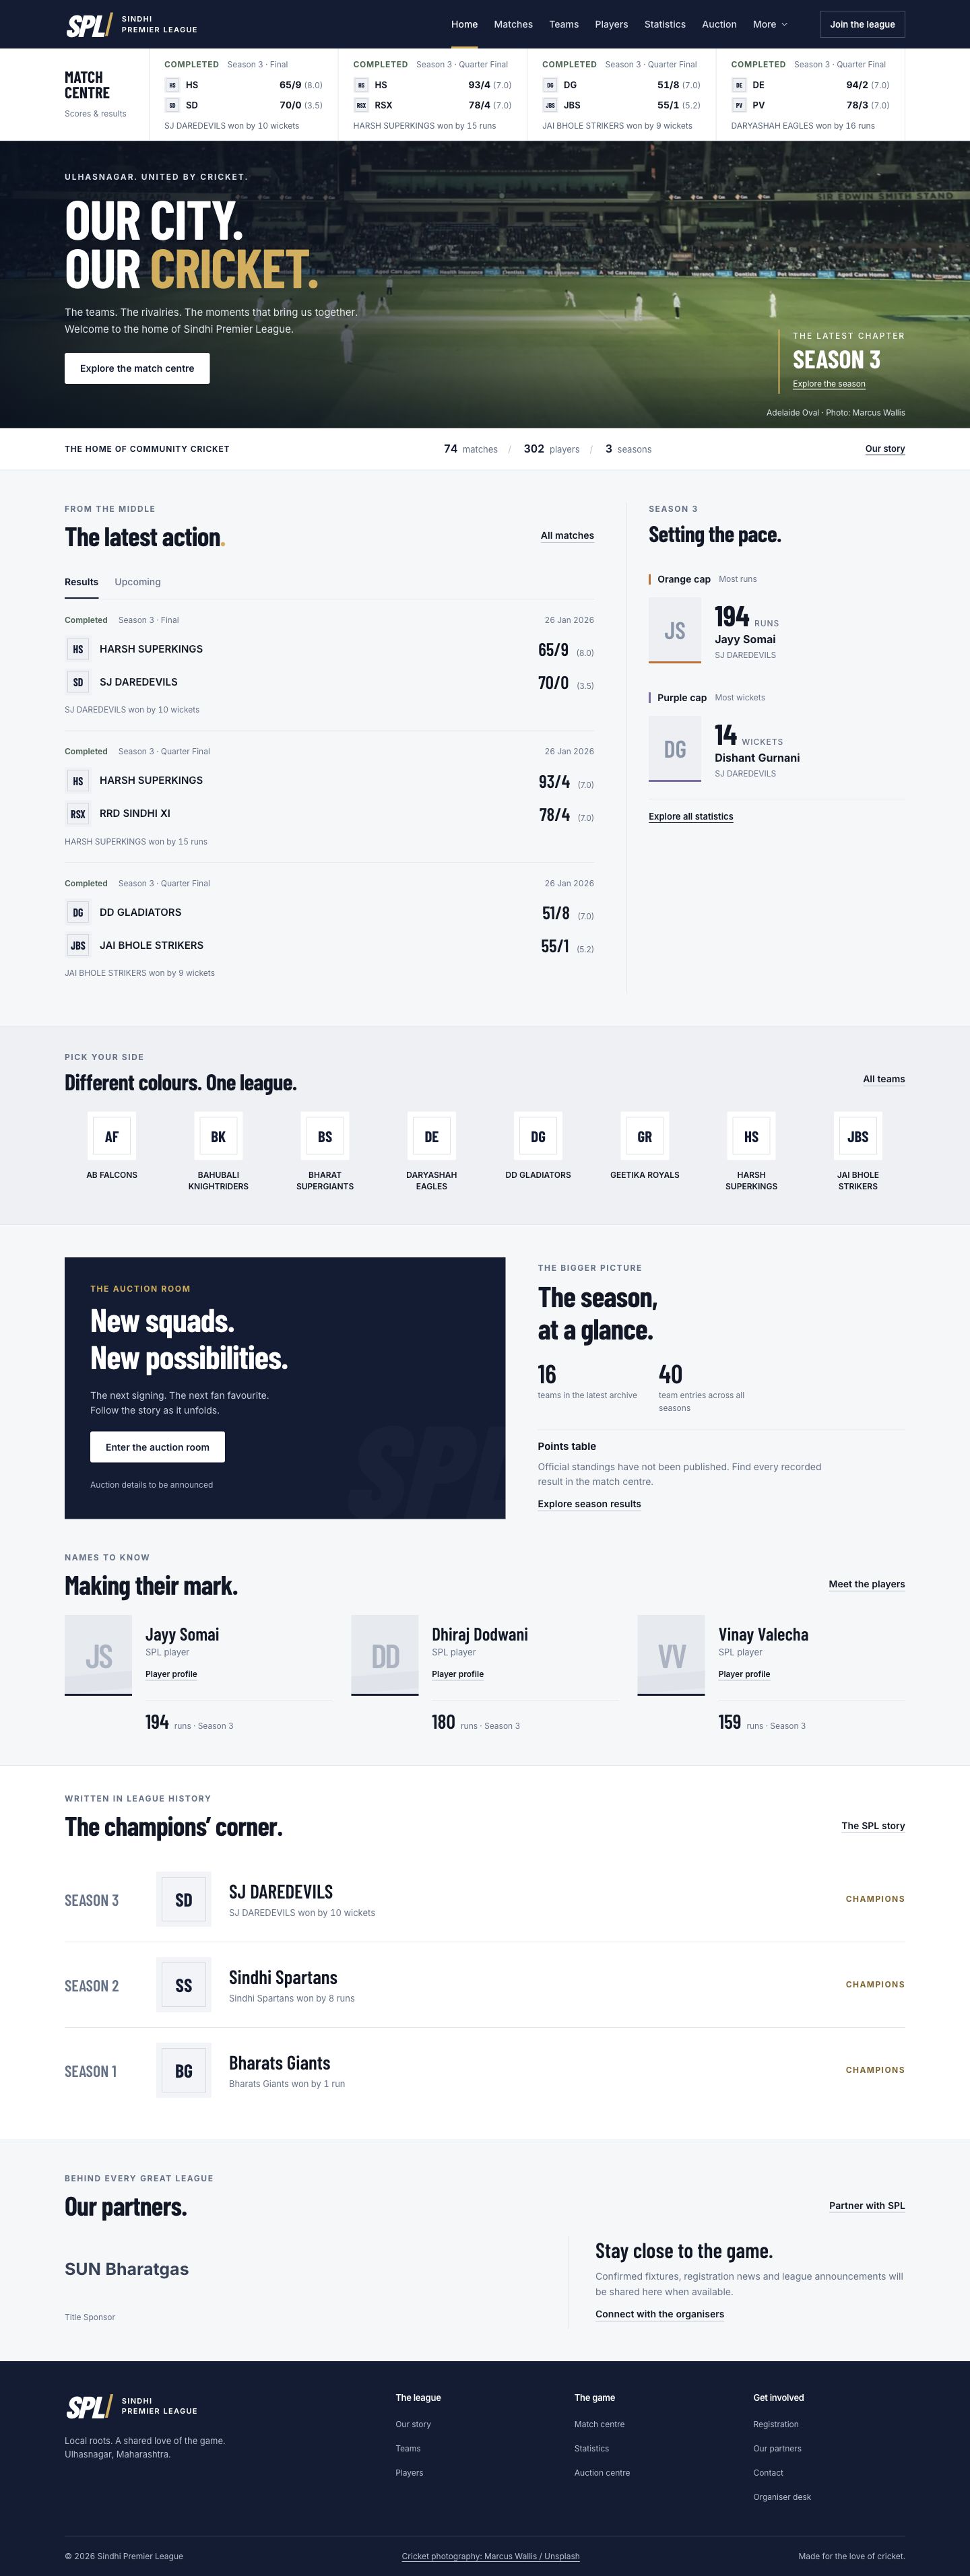 SPL/ SINDHI
PREMIER LEAGUE
Home Matches Teams Players Statistics Auction More Join the league
MATCH
CENTRE
Scores & results
COMPLETED Season 3 · Final
HS HS 65/9 (8.0)
SD SD 70/0 (3.5)
SJ DAREDEVILS won by 10 wickets
COMPLETED Season 3 · Quarter Final
HS HS 93/4 (7.0)
RSX RSX 78/4 (7.0)
HARSH SUPERKINGS won by 15 runs
COMPLETED Season 3 · Quarter Final
DG DG 51/8 (7.0)
JBS JBS 55/1 (5.2)
JAI BHOLE STRIKERS won by 9 wickets
COMPLETED Season 3 · Quarter Final
DE DE 94/2 (7.0)
PV PV 78/3 (7.0)
DARYASHAH EAGLES won by 16 runs
SIR EDWIN SMITH STAND
ULHASNAGAR. UNITED BY CRICKET.
OUR CITY.
OUR CRICKET.
The teams. The rivalries. The moments that bring us together.
Welcome to the home of Sindhi Premier League.
Explore the match centre
THE LATEST CHAPTER
SEASON 3
Explore the season
Adelaide Oval · Photo: Marcus Wallis
THE HOME OF COMMUNITY CRICKET
74 matches / 302 players / 3 seasons
Our story
FROM THE MIDDLE
The latest action.
All matches
Results Upcoming
Completed Season 3 · Final 26 Jan 2026
HS HARSH SUPERKINGS 65/9 (8.0)
SD SJ DAREDEVILS 70/0 (3.5)
SJ DAREDEVILS won by 10 wickets
Completed Season 3 · Quarter Final 26 Jan 2026
HS HARSH SUPERKINGS 93/4 (7.0)
RSX RRD SINDHI XI 78/4 (7.0)
HARSH SUPERKINGS won by 15 runs
Completed Season 3 · Quarter Final 26 Jan 2026
DG DD GLADIATORS 51/8 (7.0)
JBS JAI BHOLE STRIKERS 55/1 (5.2)
JAI BHOLE STRIKERS won by 9 wickets
SEASON 3
Setting the pace.
Orange cap Most runs
JS
194 RUNS
Jayy Somai
SJ DAREDEVILS
Purple cap Most wickets
DG
14 WICKETS
Dishant Gurnani
SJ DAREDEVILS
Explore all statistics
PICK YOUR SIDE
Different colours. One league.
All teams
AF
AB FALCONS
BK
BAHUBALI
KNIGHTRIDERS
BS
BHARAT
SUPERGIANTS
DE
DARYASHAH
EAGLES
DG
DD GLADIATORS
GR
GEETIKA ROYALS
HS
HARSH
SUPERKINGS
JBS
JAI BHOLE
STRIKERS
THE AUCTION ROOM
New squads.
New possibilities.
The next signing. The next fan favourite.
Follow the story as it unfolds.
Enter the auction room
Auction details to be announced
SPL
THE BIGGER PICTURE
The season,
at a glance.
16
teams in the latest archive
40
team entries across all
seasons
Points table
Official standings have not been published. Find every recorded
result in the match centre.
Explore season results
NAMES TO KNOW
Making their mark.
Meet the players
JS
Jayy Somai
SPL player
Player profile
194 runs · Season 3
DD
Dhiraj Dodwani
SPL player
Player profile
180 runs · Season 3
VV
Vinay Valecha
SPL player
Player profile
159 runs · Season 3
WRITTEN IN LEAGUE HISTORY
The champions’ corner.
The SPL story
SEASON 3 SD SJ DAREDEVILS CHAMPIONS
SJ DAREDEVILS won by 10 wickets
SEASON 2 SS Sindhi Spartans CHAMPIONS
Sindhi Spartans won by 8 runs
SEASON 1 BG Bharats Giants CHAMPIONS
Bharats Giants won by 1 run
BEHIND EVERY GREAT LEAGUE
Our partners.
Partner with SPL
SUN Bharatgas
Title Sponsor
Stay close to the game.
Confirmed fixtures, registration news and league announcements will
be shared here when available.
Connect with the organisers
SPL/ SINDHI
PREMIER LEAGUE
Local roots. A shared love of the game.
Ulhasnagar, Maharashtra.
The league
Our story
Teams
Players
The game
Match centre
Statistics
Auction centre
Get involved
Registration
Our partners
Contact
Organiser desk
© 2026 Sindhi Premier League
Cricket photography: Marcus Wallis / Unsplash
Made for the love of cricket.